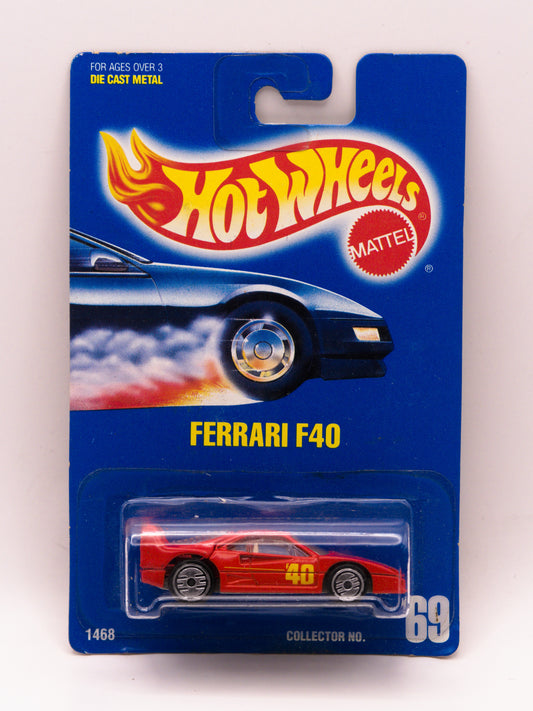 FOR AGES OVER 3
DIE CAST METAL
HOT WHEELS ®
MATTEL ®
FERRARI F40
40
1468
COLLECTOR NO. 69